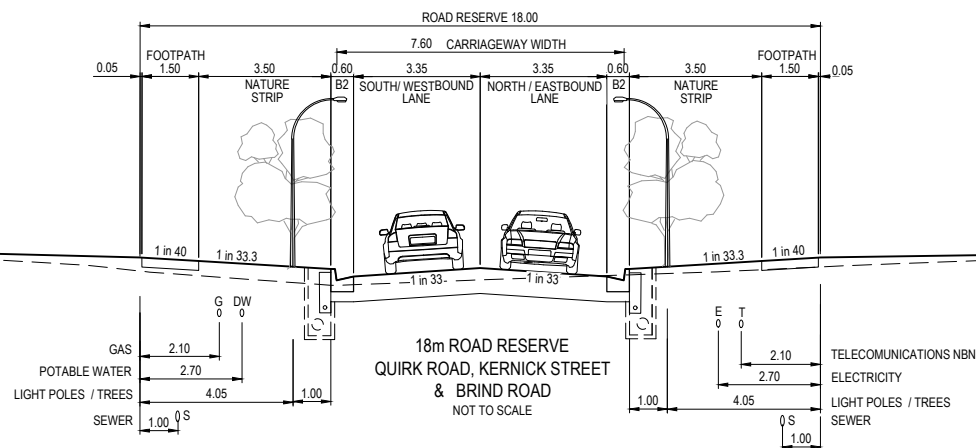 ROAD RESERVE 18.00
7.60 CARRIAGEWAY WIDTH
FOOTPATH
FOOTPATH
0.05
1.50
3.50
0.60
3.35
3.35
0.60
3.50
1.50
0.05
NATURE
STRIP
B2
SOUTH/ WESTBOUND
LANE
NORTH / EASTBOUND
LANE
B2
NATURE
STRIP
1 in 40
1 in 33.3
1 in 33
1 in 33
1 in 33.3
1 in 40
G
DW
E
T
GAS
2.10
POTABLE WATER
2.70
LIGHT POLES / TREES
4.05
1.00
SEWER
1.00
S
18m ROAD RESERVE
QUIRK ROAD, KERNICK STREET
& BRIND ROAD
NOT TO SCALE
2.10
TELECOMUNICATIONS NBN
2.70
ELECTRICITY
1.00
4.05
LIGHT POLES / TREES
S
SEWER
1.00